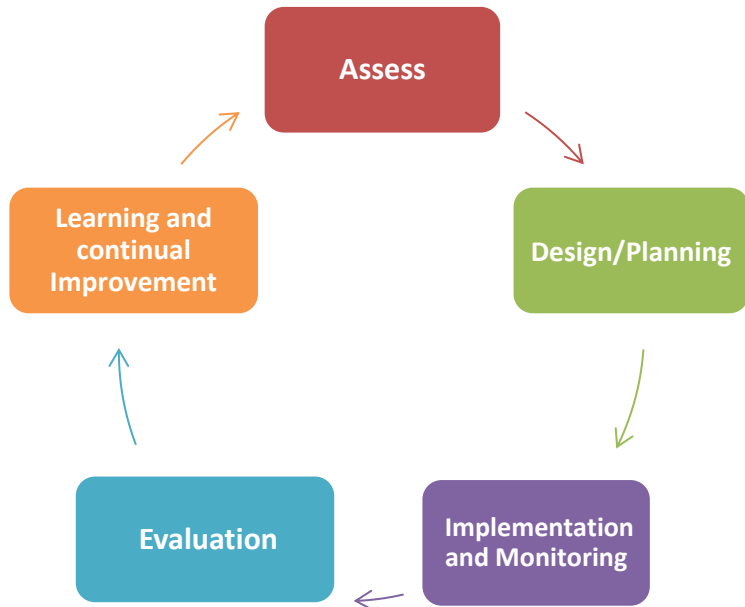 Assess
Design/Planning
Implementation
and Monitoring
Evaluation
Learning and
continual
Improvement